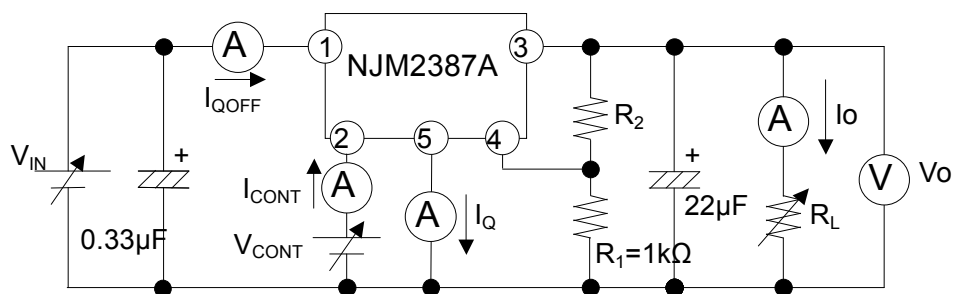 A
1
NJM2387A
3
I_QOFF
2
5
4
R₂
A
Io
V_IN
+
A
I_CONT
A
I_Q
+
22µF
R_L
V
Vo
0.33µF
V_CONT
R₁=1kΩ